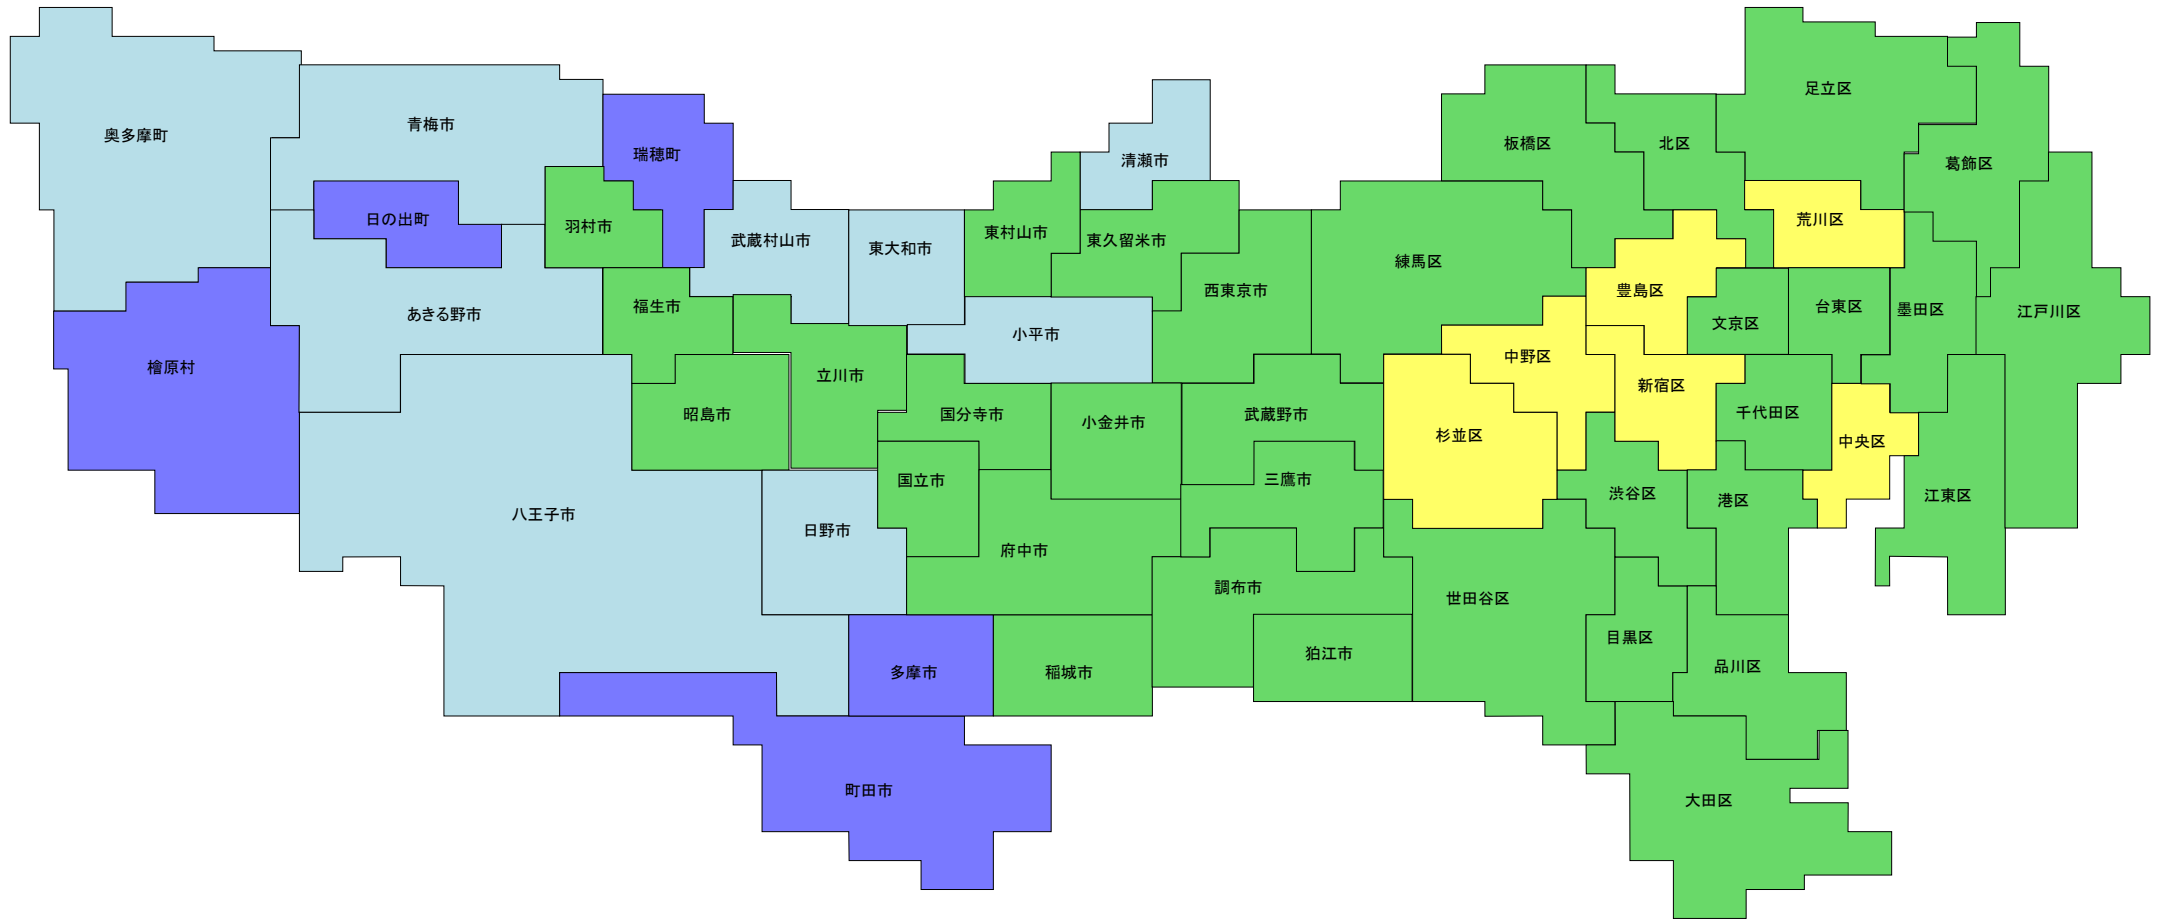 足立区
奥多摩町
青梅市
瑞穂町
清瀬市
板橋区
北区
葛飾区
日の出町
羽村市
武蔵村山市
東大和市
東村山市
東久留米市
荒川区
練馬区
西東京市
豊島区
あきる野市
福生市
小平市
文京区
台東区
墨田区
江戸川区
檜原村
立川市
中野区
新宿区
昭島市
国分寺市
小金井市
武蔵野市
杉並区
千代田区
中央区
国立市
三鷹市
渋谷区
港区
江東区
八王子市
日野市
府中市
調布市
世田谷区
目黒区
多摩市
稲城市
狛江市
品川区
町田市
大田区